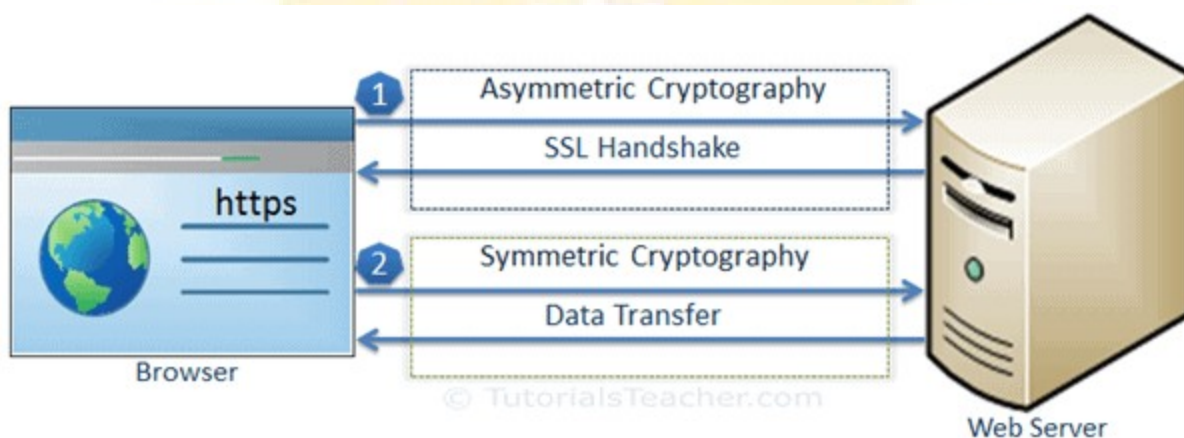 1
Asymmetric Cryptography
SSL Handshake
https
2
Symmetric Cryptography
Data Transfer
Browser
© TutorialsTeacher.com
Web Server